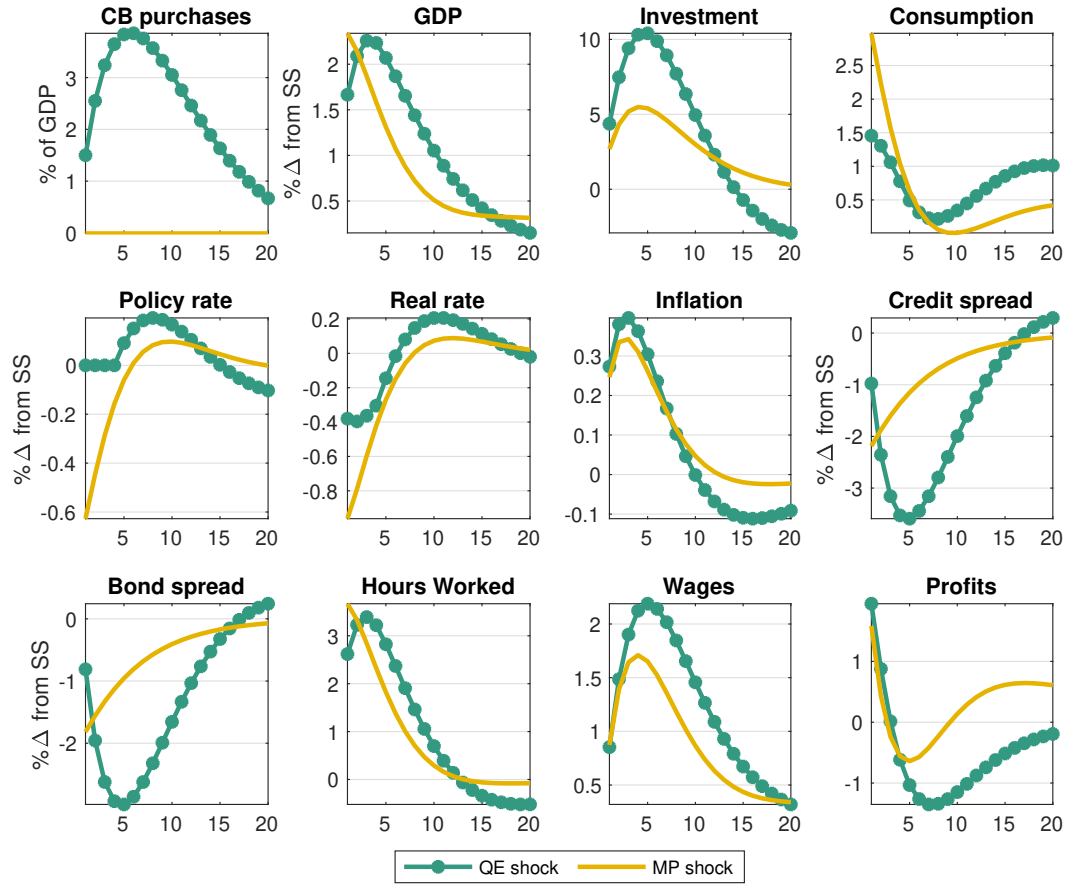 CB purchases
GDP
Investment
Consumption
% of GDP
3
2
1
0
5 10 15 20
% Δ from SS
2
1.5
1
0.5
5 10 15 20
10
5
0
5 10 15 20
2.5
2
1.5
1
0.5
5 10 15 20
Policy rate
Real rate
Inflation
Credit spread
% Δ from SS
0
-0.2
-0.4
-0.6
5 10 15 20
0.2
0
-0.2
-0.4
-0.6
-0.8
5 10 15 20
0.3
0.2
0.1
0
-0.1
5 10 15 20
% Δ from SS
0
-1
-2
-3
5 10 15 20
Bond spread
Hours Worked
Wages
Profits
% Δ from SS
0
-1
-2
5 10 15 20
3
2
1
0
5 10 15 20
2
1.5
1
0.5
5 10 15 20
1
0
-1
5 10 15 20
QE shock MP shock